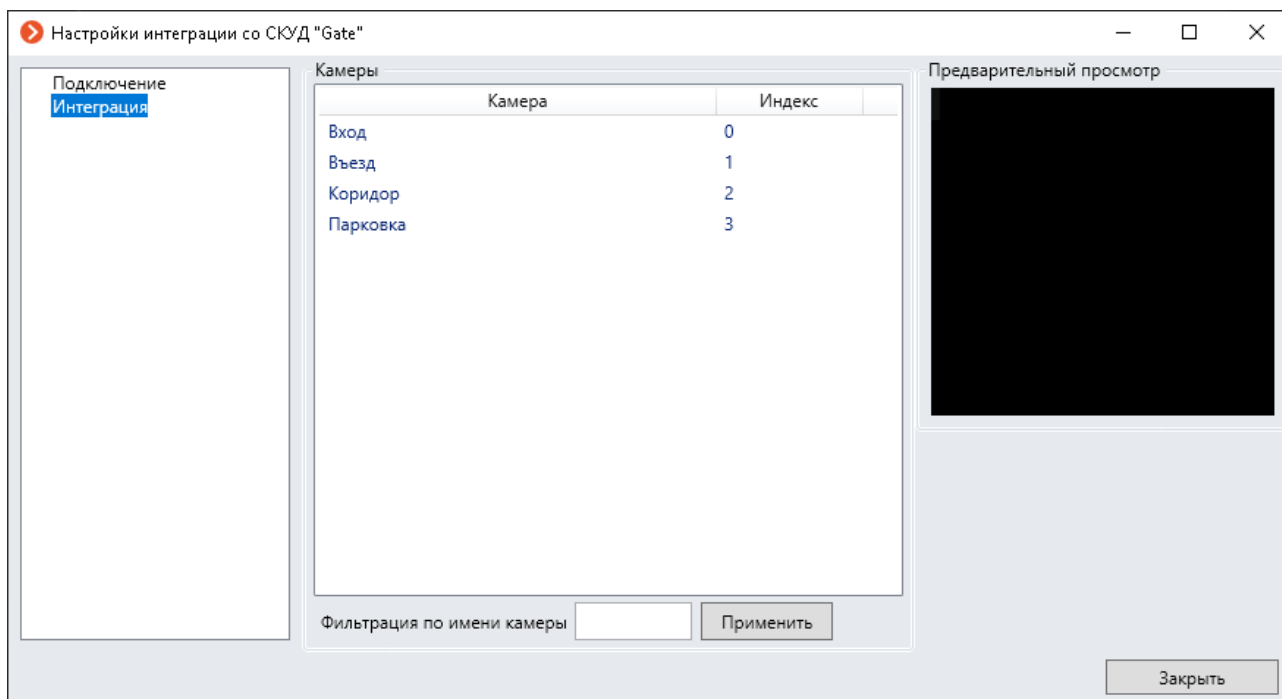 Настройки интеграции со СКУД "Gate"
Подключение
Интеграция
Камеры
Камера Индекс
Вход 0
Въезд 1
Коридор 2
Парковка 3
Фильтрация по имени камеры Применить
Предварительный просмотр
Закрыть